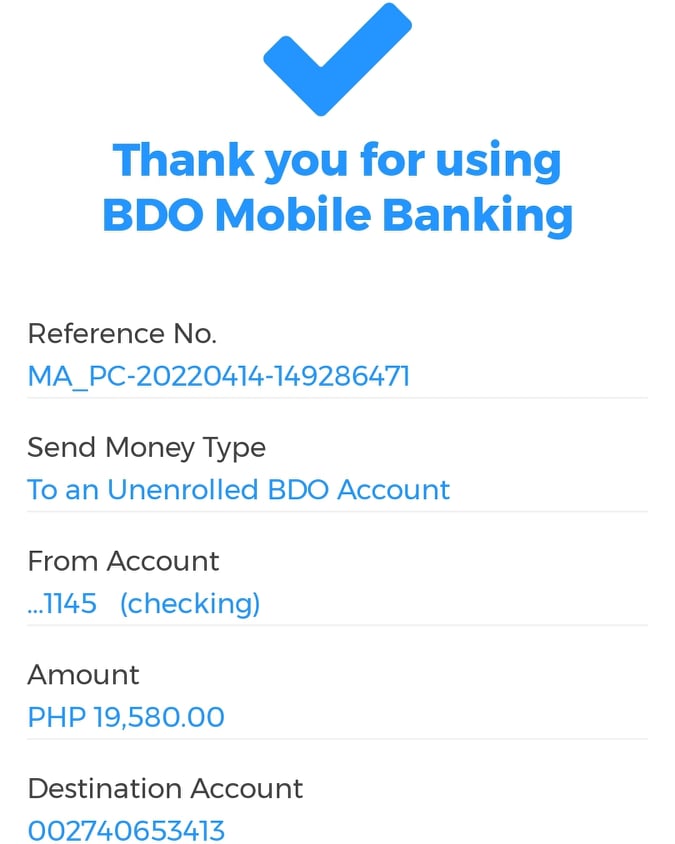 Thank you for using
BDO Mobile Banking
Reference No.
MA_PC-20220414-149286471
Send Money Type
To an Unenrolled BDO Account
From Account
...1145 (checking)
Amount
PHP 19,580.00
Destination Account
002740653413